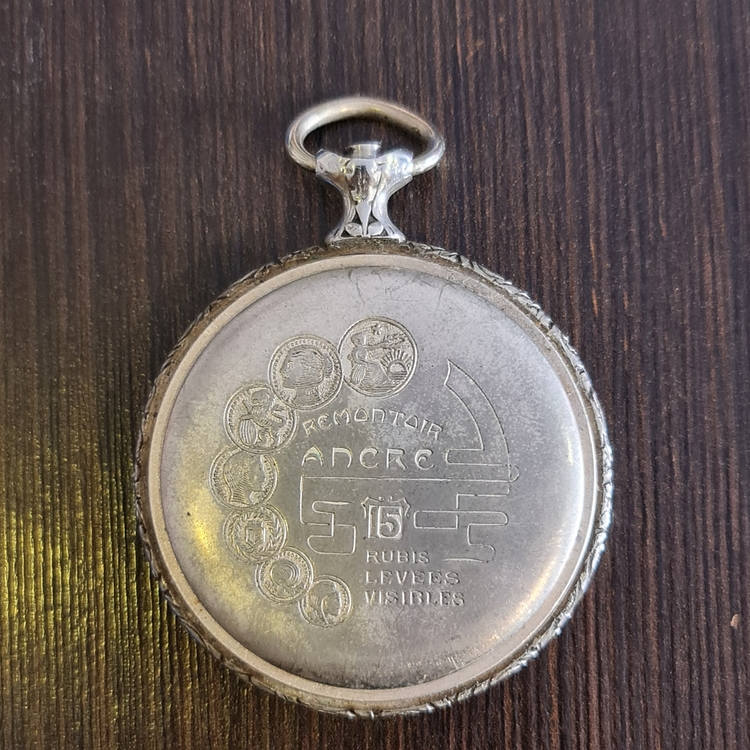 REMONTOIR
ANCRE
15
RUBIS
LEVEES
VISIBLES